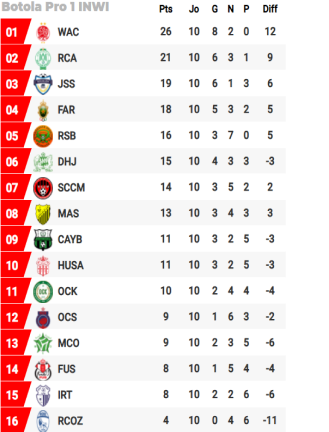 Botola Pro 1 INWI
Pts Jo G N P Diff
01 WAC 26 10 8 2 0 12
02 RCA 21 10 6 3 1 9
03 JSS 19 10 6 1 3 6
04 FAR 18 10 5 3 2 5
05 RSB 16 10 3 7 0 5
06 DHJ 15 10 4 3 3 -3
07 SCCM 14 10 3 5 2 2
08 MAS 13 10 3 4 3 3
09 CAYB 11 10 3 2 5 -3
10 HUSA 11 10 3 2 5 -3
11 OCK 10 10 2 4 4 -4
12 OCS 9 10 1 6 3 -2
13 MCO 9 10 2 3 5 -6
14 FUS 8 10 1 5 4 -4
15 IRT 8 10 2 2 6 -6
16 RCOZ 4 10 0 4 6 -11